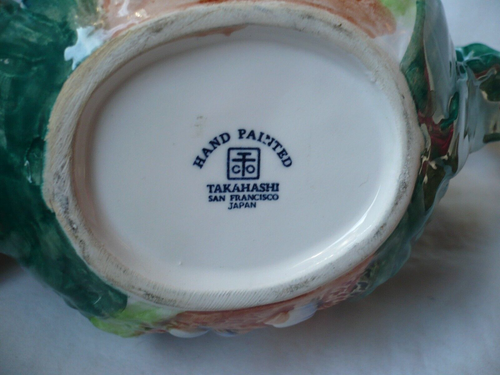 HAND PAINTED
TAKAHASHI
SAN FRANCISCO
JAPAN